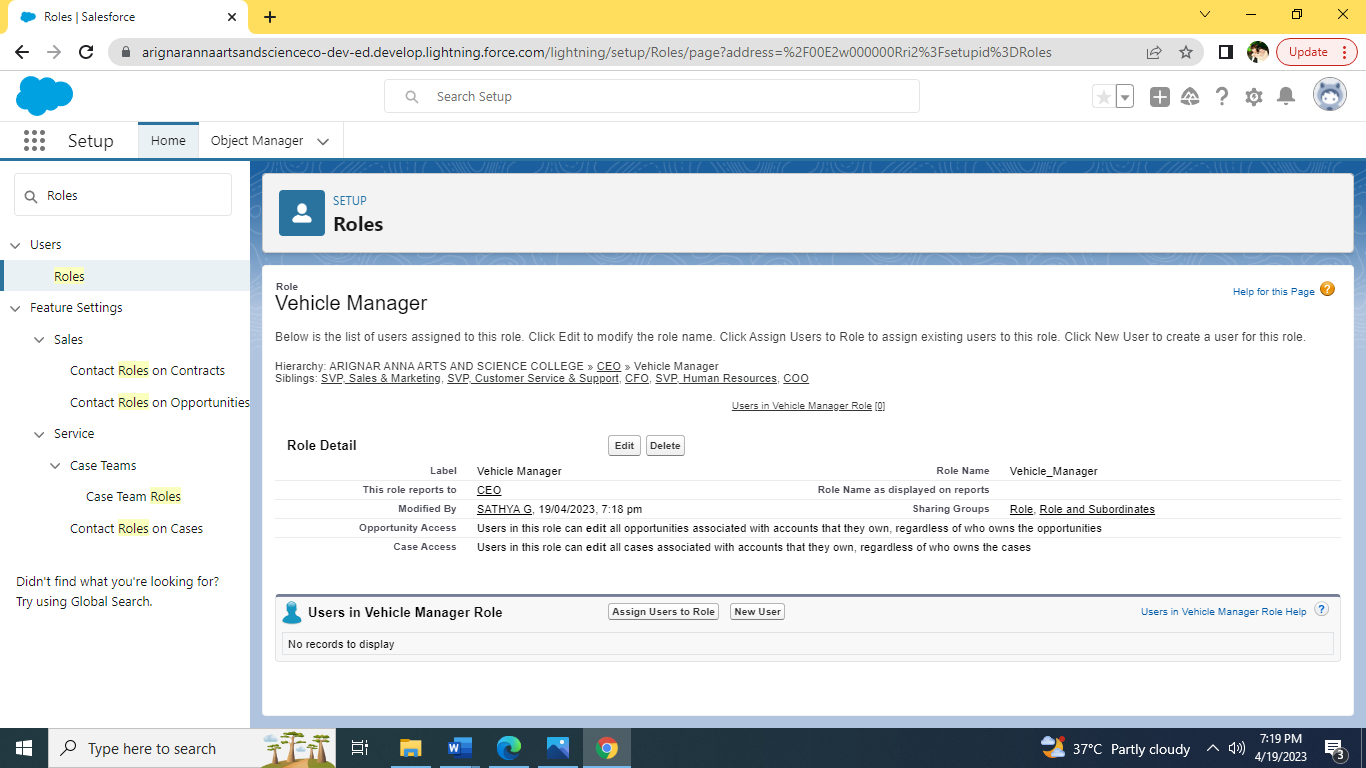 Roles | Salesforce
arignarannaartsandscienceco-dev-ed.develop.lightning.force.com/lightning/setup/Roles/page?address=%2F00E2w000000Rri2%3Fsetupid%3DRoles
Update
Search Setup
Setup
Home
Object Manager
Roles
Users
Roles
Feature Settings
Sales
Contact Roles on Contracts
Contact Roles on Opportunities
Service
Case Teams
Case Team Roles
Contact Roles on Cases
Didn't find what you're looking for?
Try using Global Search.
SETUP
Roles
Role
Vehicle Manager
Help for this Page ?
Below is the list of users assigned to this role. Click Edit to modify the role name. Click Assign Users to Role to assign existing users to this role. Click New User to create a user for this role.
Hierarchy: ARIGNAR ANNA ARTS AND SCIENCE COLLEGE » CEO » Vehicle Manager
Siblings: SVP, Sales & Marketing, SVP, Customer Service & Support, CFO, SVP, Human Resources, COO
Users in Vehicle Manager Role [0]
Role Detail Edit Delete
Label Vehicle Manager Role Name Vehicle_Manager
This role reports to CEO Role Name as displayed on reports
Modified By SATHYA G, 19/04/2023, 7:18 pm Sharing Groups Role, Role and Subordinates
Opportunity Access Users in this role can edit all opportunities associated with accounts that they own, regardless of who owns the opportunities
Case Access Users in this role can edit all cases associated with accounts that they own, regardless of who owns the cases
Users in Vehicle Manager Role Assign Users to Role New User Users in Vehicle Manager Role Help ?
No records to display
Type here to search
37°C Partly cloudy
7:19 PM
4/19/2023
3